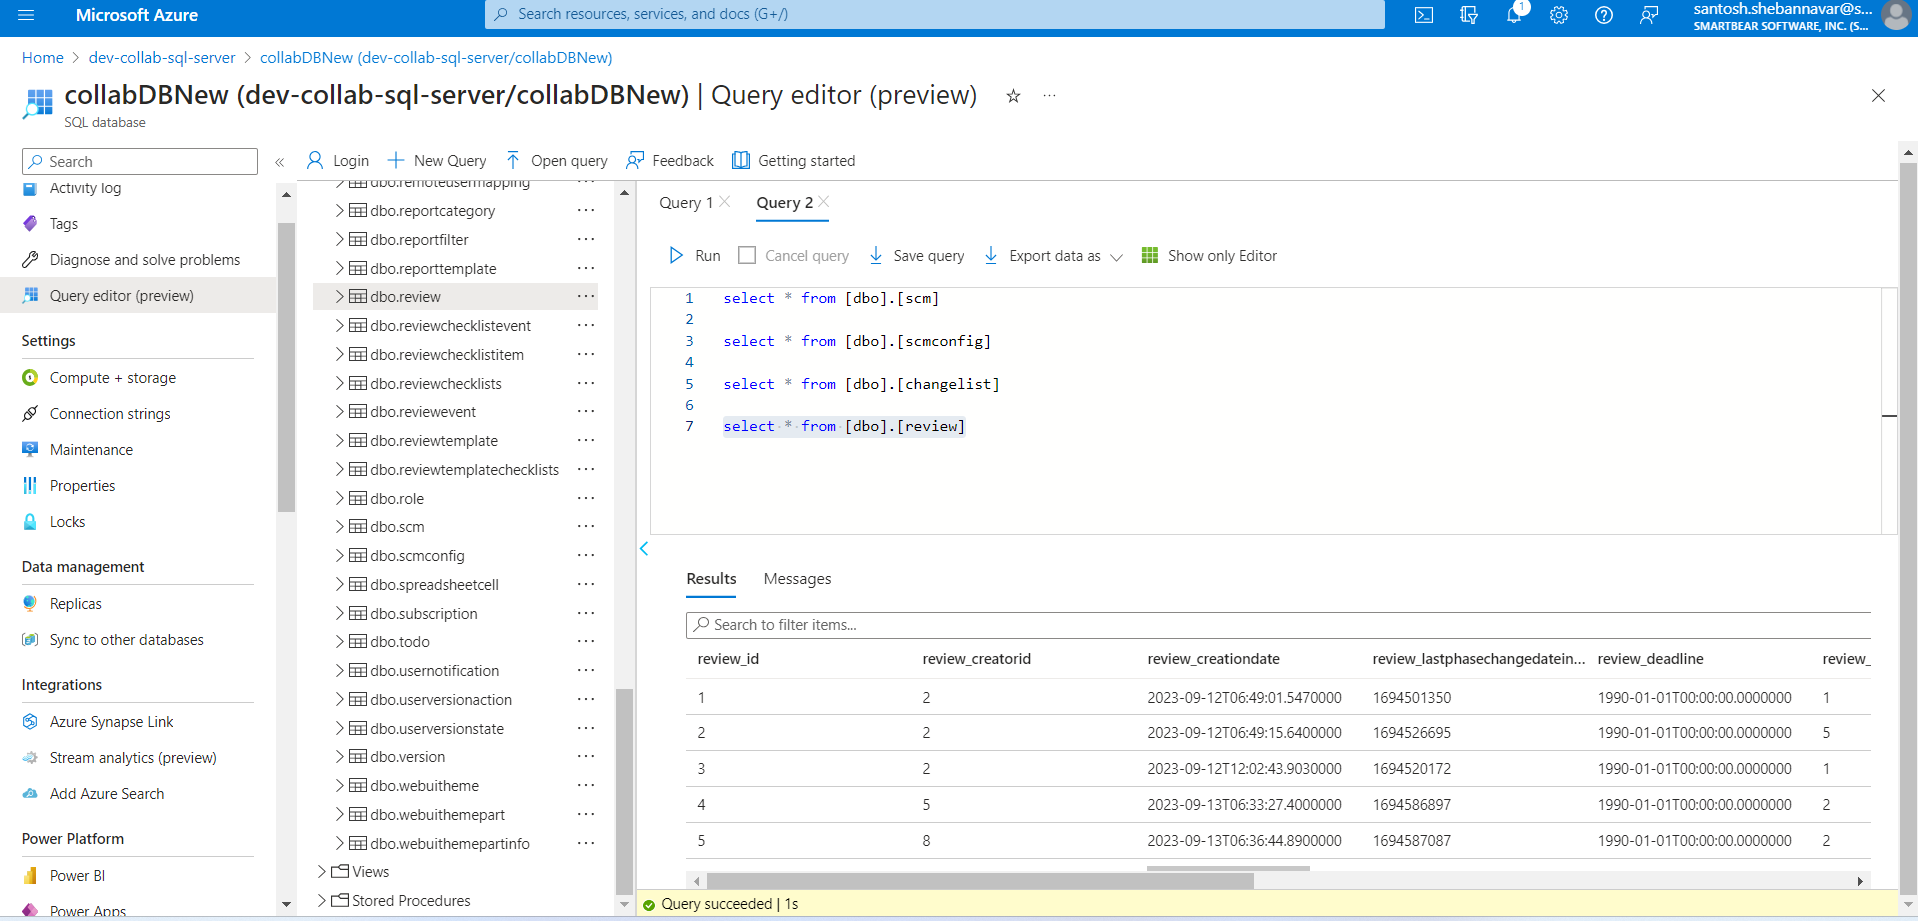 Microsoft Azure
Search resources, services, and docs (G+/)
1
santosh.shebannavar@s...
SMARTBEAR SOFTWARE, INC. (S...
Home > dev-collab-sql-server > collabDBNew (dev-collab-sql-server/collabDBNew)
collabDBNew (dev-collab-sql-server/collabDBNew) | Query editor (preview)
SQL database
Search
Activity log
Tags
Diagnose and solve problems
Query editor (preview)
Settings
Compute + storage
Connection strings
Maintenance
Properties
Locks
Data management
Replicas
Sync to other databases
Integrations
Azure Synapse Link
Stream analytics (preview)
Add Azure Search
Power Platform
Power BI
Power Apps
Login
New Query
Open query
Feedback
Getting started
dbo.remoteusermapping
dbo.reportcategory
dbo.reportfilter
dbo.reporttemplate
dbo.review
dbo.reviewchecklistevent
dbo.reviewchecklistitem
dbo.reviewchecklists
dbo.reviewevent
dbo.reviewtemplate
dbo.reviewtemplatechecklists
dbo.role
dbo.scm
dbo.scmconfig
dbo.spreadsheetcell
dbo.subscription
dbo.todo
dbo.usernotification
dbo.userversionaction
dbo.userversionstate
dbo.version
dbo.webuitheme
dbo.webuithemepart
dbo.webuithemepartinfo
Views
Stored Procedures
Query 1
Query 2
Run
Cancel query
Save query
Export data as
Show only Editor
1 select * from [dbo].[scm]
2
3 select * from [dbo].[scmconfig]
4
5 select * from [dbo].[changelist]
6
7 select * from [dbo].[review]
Results Messages
Search to filter items...
review_id review_creatorid review_creationdate review_lastphasechangedatein... review_deadline review_
1 2 2023-09-12T06:49:01.5470000 1694501350 1990-01-01T00:00:00.0000000 1
2 2 2023-09-12T06:49:15.6400000 1694526695 1990-01-01T00:00:00.0000000 5
3 2 2023-09-12T12:02:43.9030000 1694520172 1990-01-01T00:00:00.0000000 1
4 5 2023-09-13T06:33:27.4000000 1694586897 1990-01-01T00:00:00.0000000 2
5 8 2023-09-13T06:36:44.8900000 1694587087 1990-01-01T00:00:00.0000000 2
Query succeeded | 1s